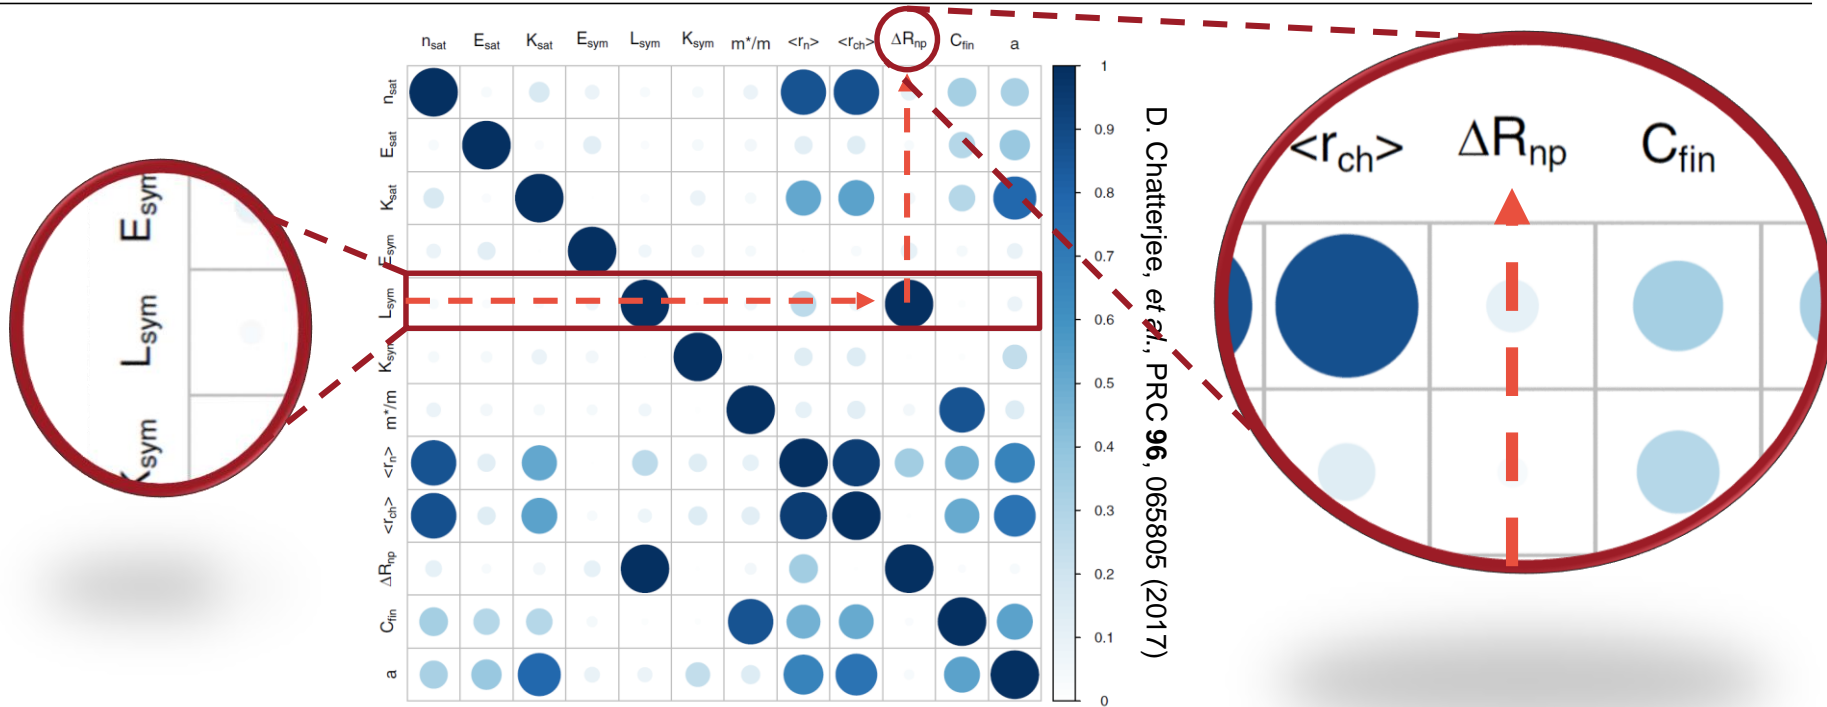 n_sat E_sat K_sat E_sym L_sym K_sym m*/m <r_n> <r_ch> ΔR_np C_fin a
n_sat
E_sat
K_sat
E_sym
L_sym
K_sym
m*/m
<r_n>
<r_ch>
ΔR_np
C_fin
a
1
0.9
0.8
0.7
0.6
0.5
0.4
0.3
0.2
0.1
0
D. Chatterjee, et al., PRC 96, 065805 (2017)
E_sym
L_sym
K_sym
<r_ch> ΔR_np C_fin